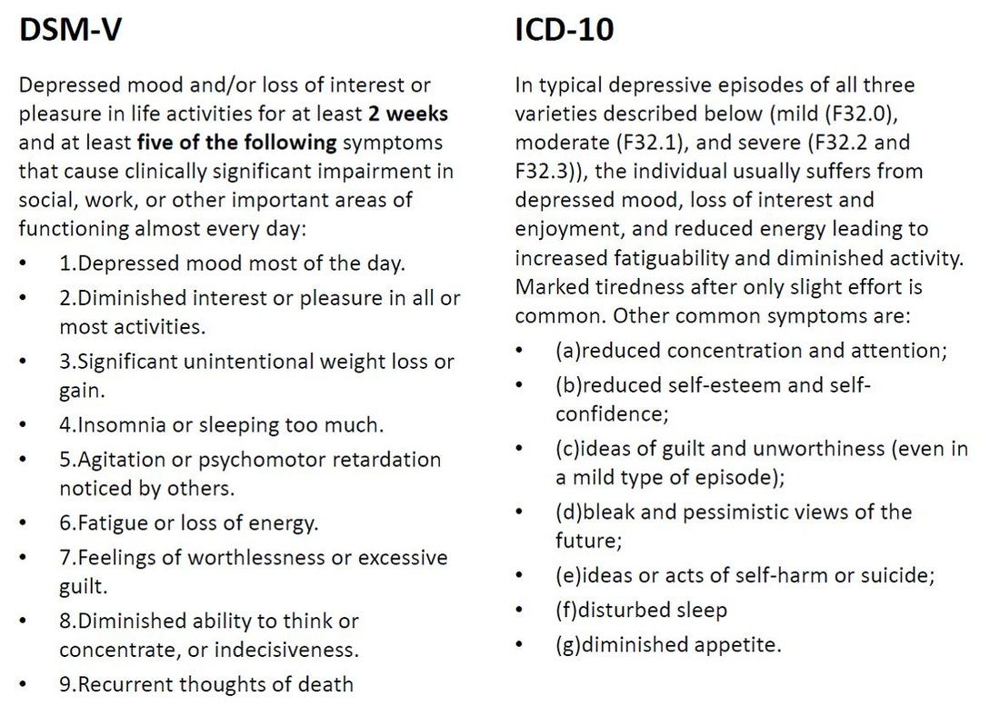 DSM-V
Depressed mood and/or loss of interest or
pleasure in life activities for at least 2 weeks
and at least five of the following symptoms
that cause clinically significant impairment in
social, work, or other important areas of
functioning almost every day:
• 1.Depressed mood most of the day.
• 2.Diminished interest or pleasure in all or
most activities.
• 3.Significant unintentional weight loss or
gain.
• 4.Insomnia or sleeping too much.
• 5.Agitation or psychomotor retardation
noticed by others.
• 6.Fatigue or loss of energy.
• 7.Feelings of worthlessness or excessive
guilt.
• 8.Diminished ability to think or
concentrate, or indecisiveness.
• 9.Recurrent thoughts of death
ICD-10
In typical depressive episodes of all three
varieties described below (mild (F32.0),
moderate (F32.1), and severe (F32.2 and
F32.3)), the individual usually suffers from
depressed mood, loss of interest and
enjoyment, and reduced energy leading to
increased fatiguability and diminished activity.
Marked tiredness after only slight effort is
common. Other common symptoms are:
• (a)reduced concentration and attention;
• (b)reduced self-esteem and self-
confidence;
• (c)ideas of guilt and unworthiness (even in
a mild type of episode);
• (d)bleak and pessimistic views of the
future;
• (e)ideas or acts of self-harm or suicide;
• (f)disturbed sleep
• (g)diminished appetite.